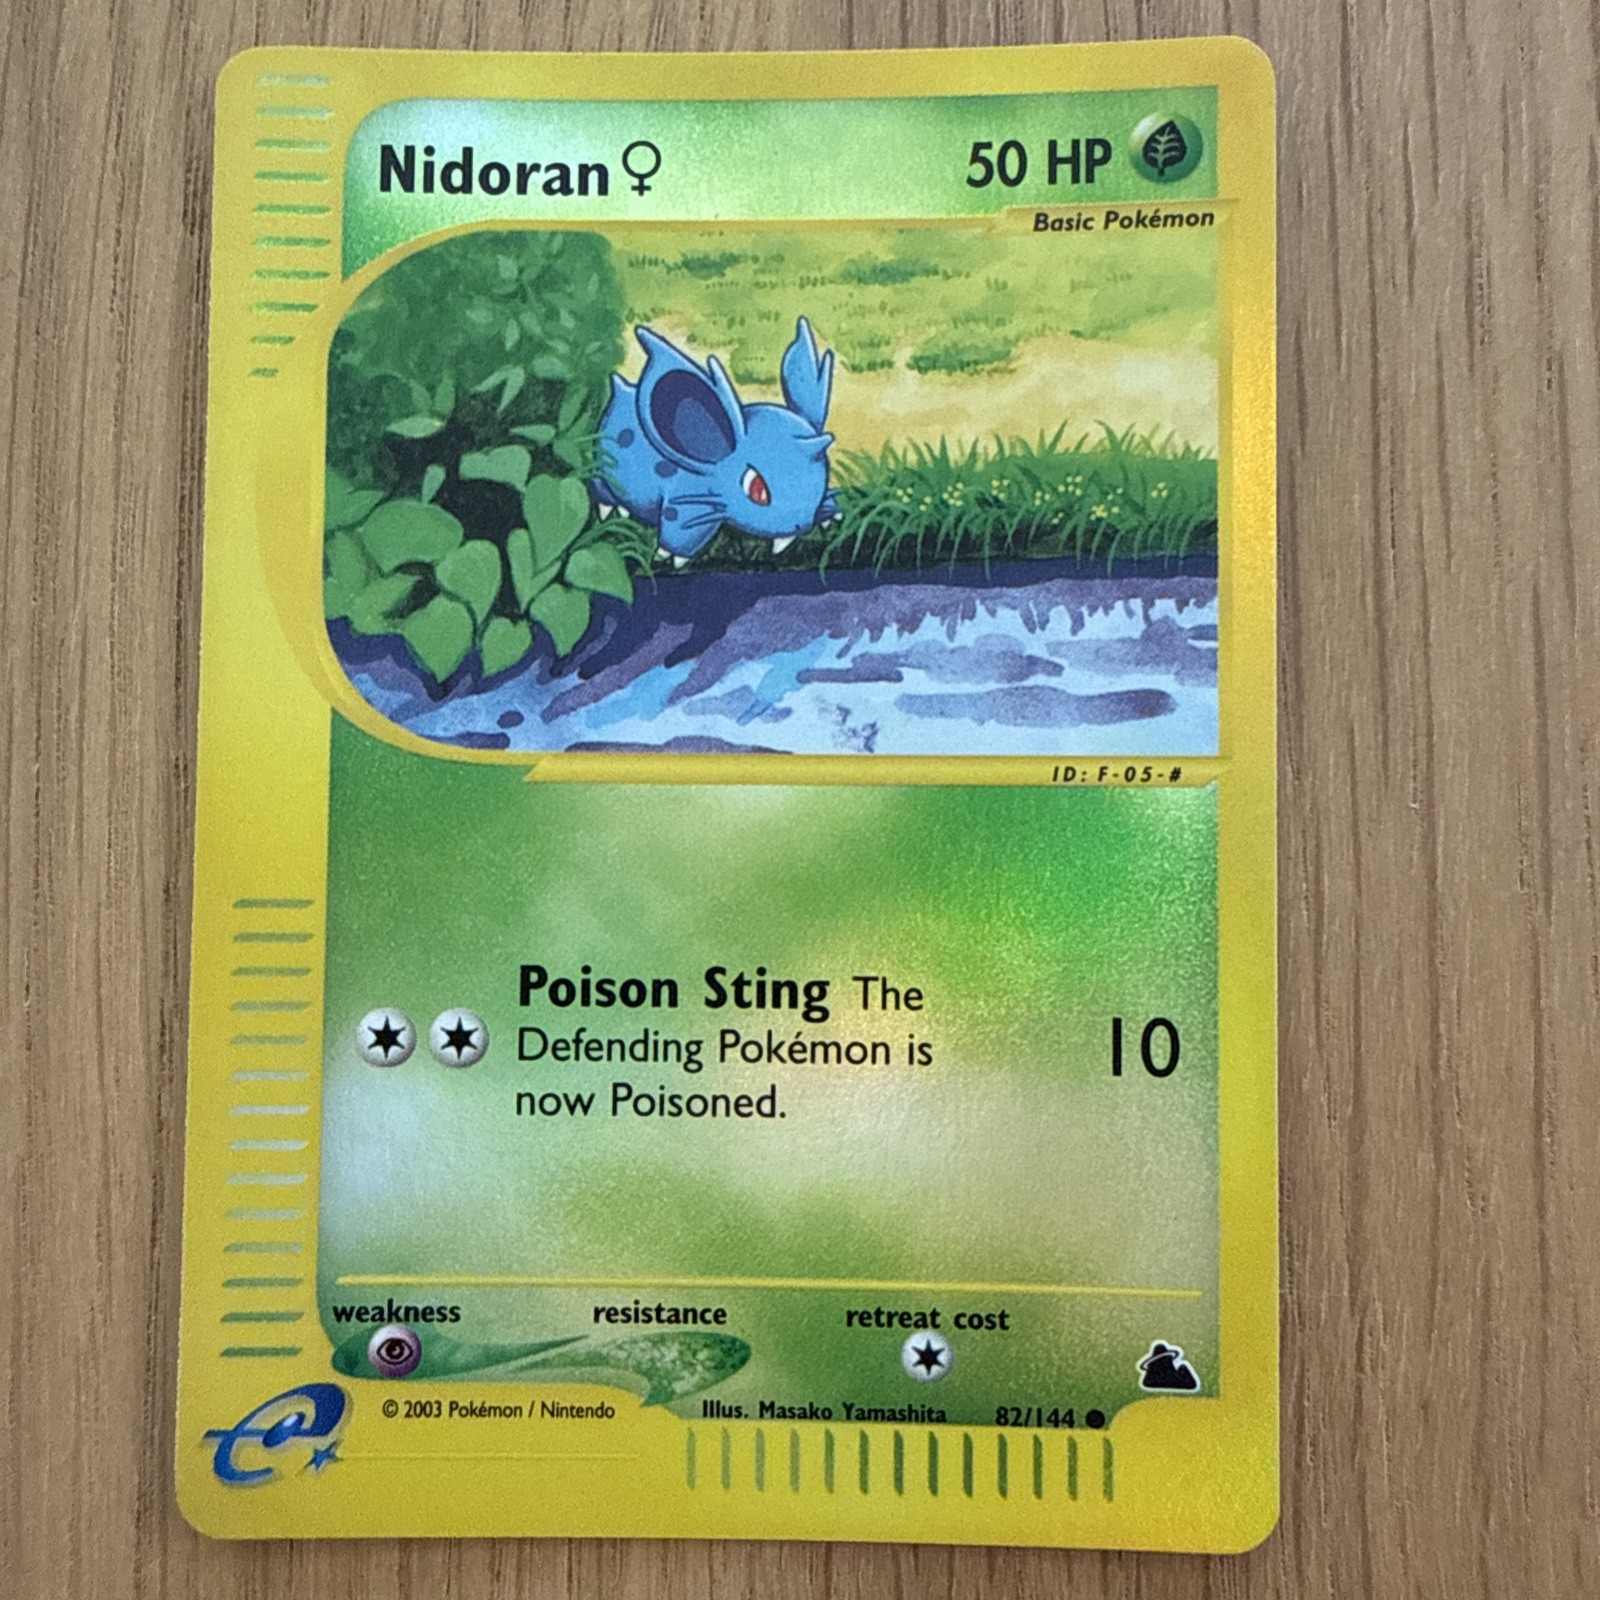 Nidoran♀ 50 HP
Basic Pokémon
ID: F-05-#
Poison Sting The
Defending Pokémon is
now Poisoned.
10
weakness resistance retreat cost
© 2003 Pokémon / Nintendo Illus. Masako Yamashita 82/144 ●
e